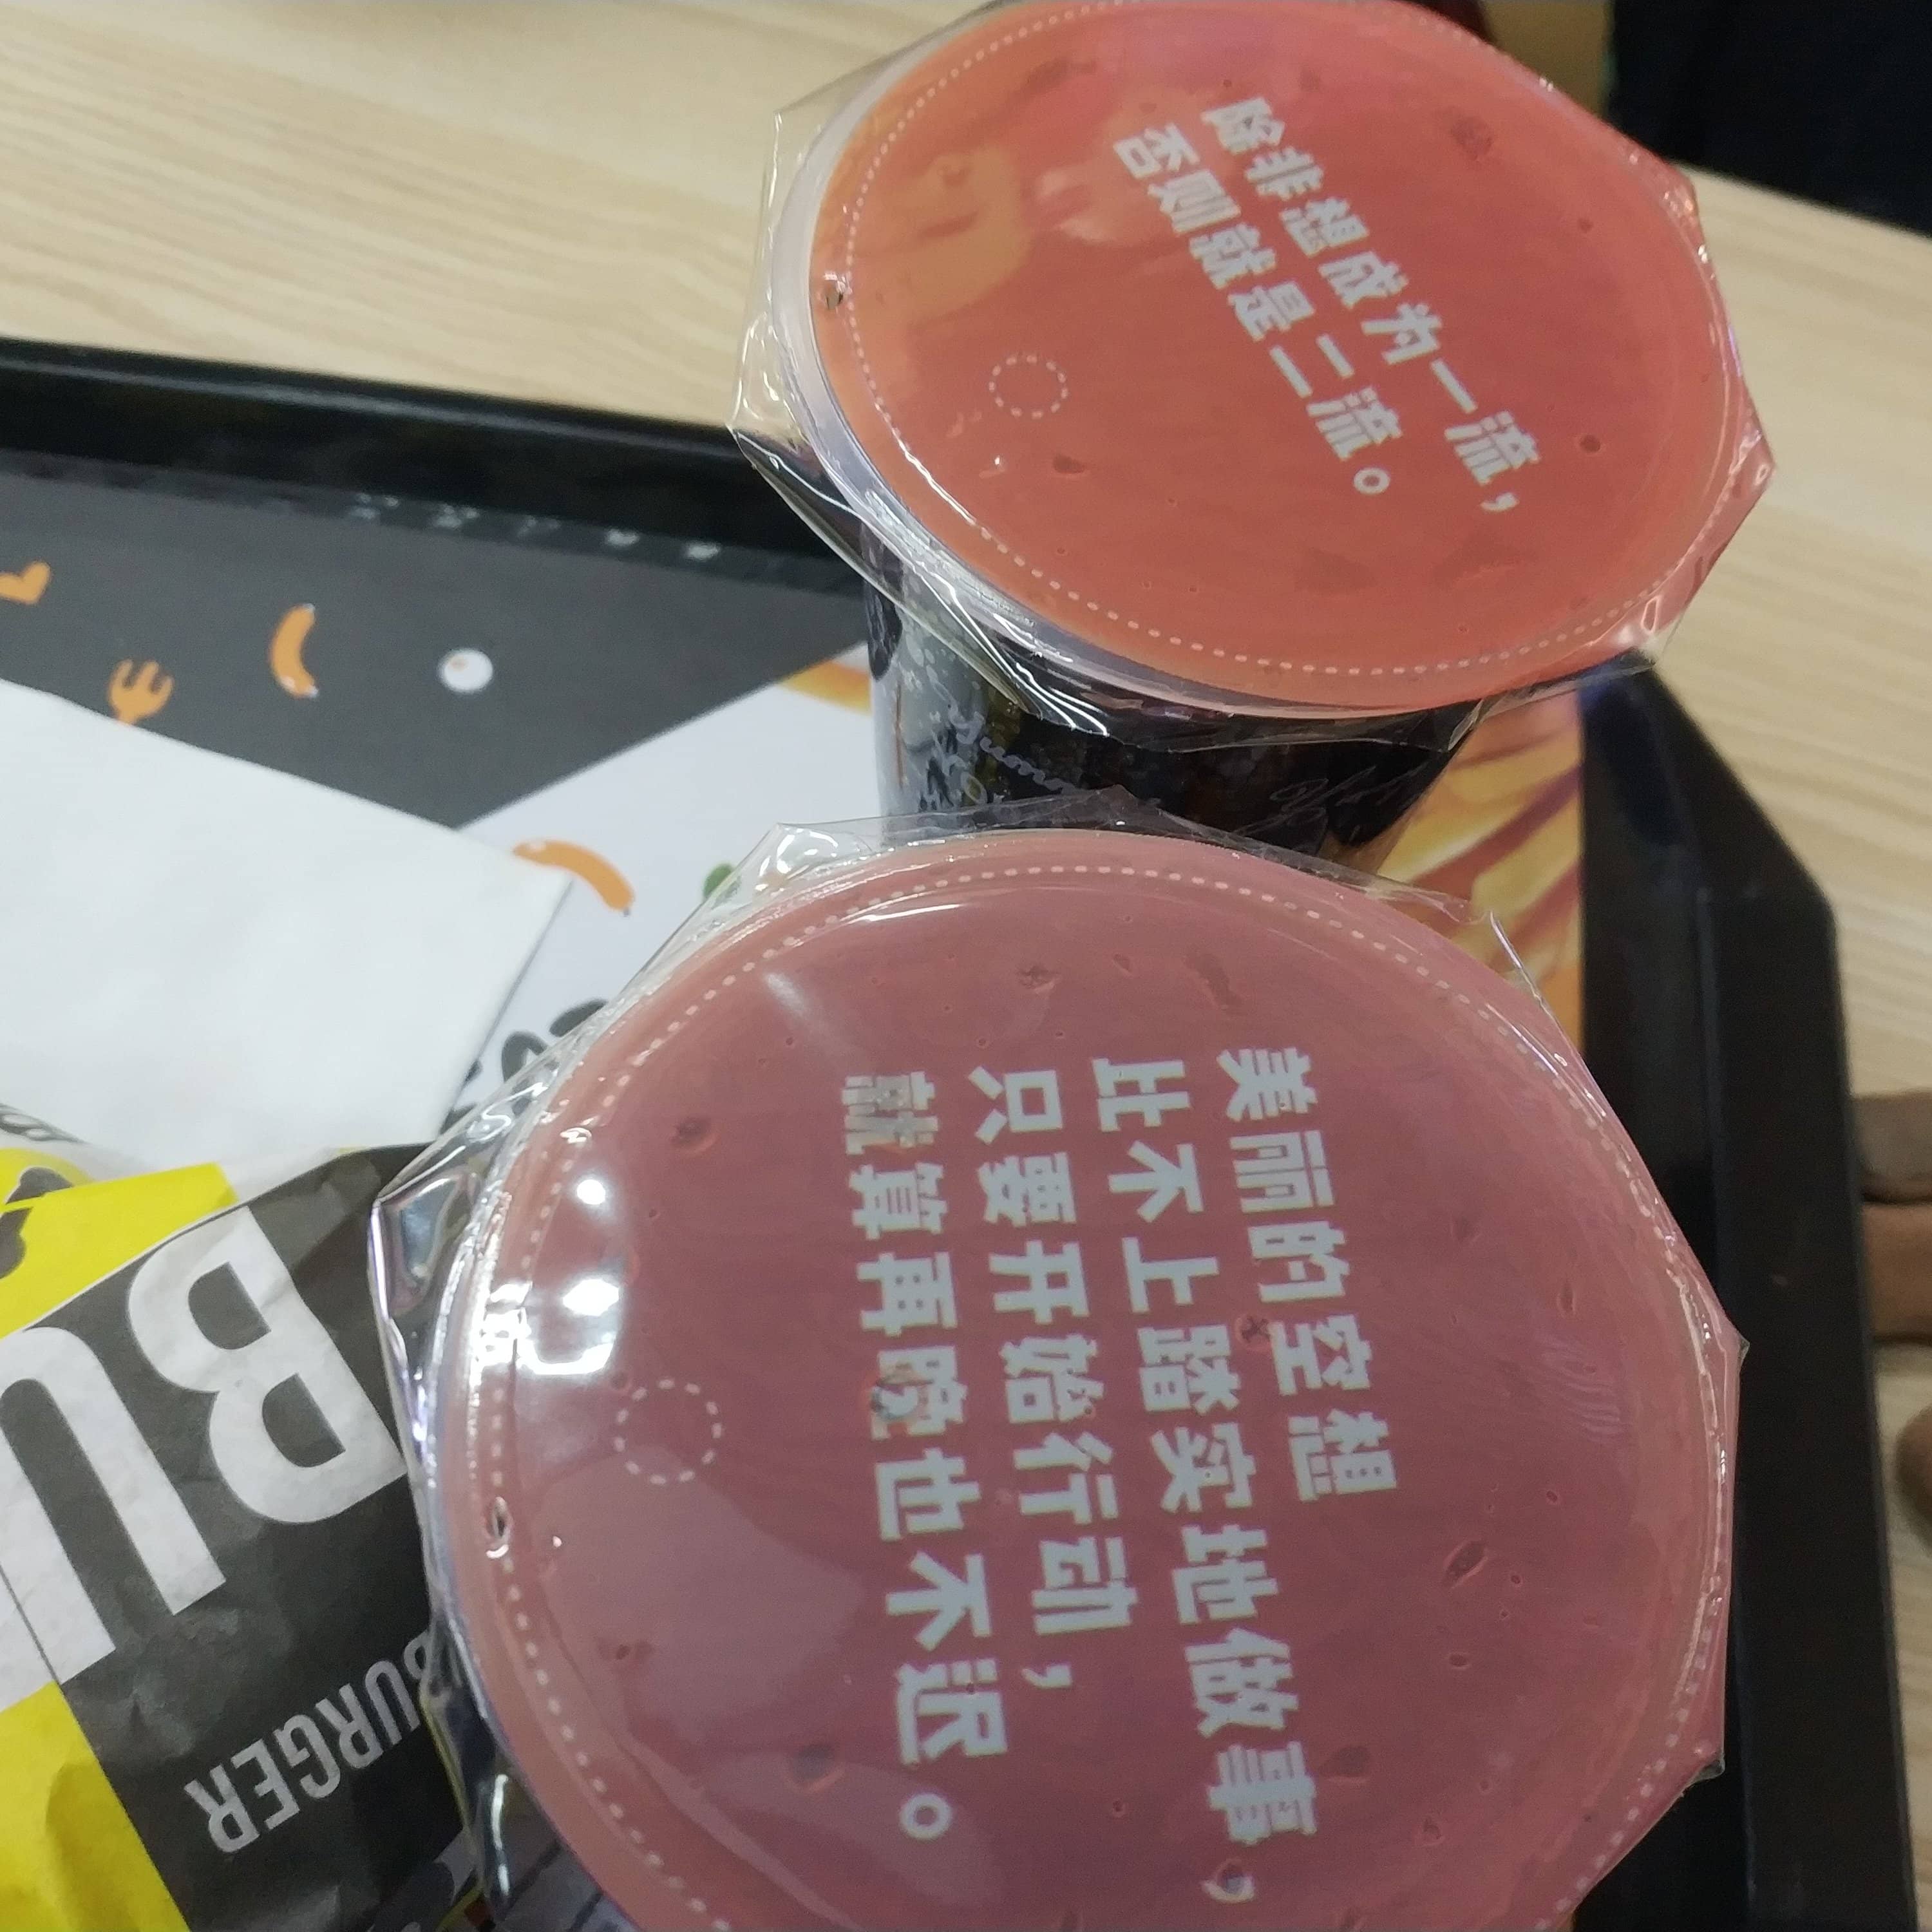 除非想成为一流,
否则就是二流。
美丽的空想
比不上踏实地做事,
只要开始行动,
就算再晚也不迟。
BU
BURGER